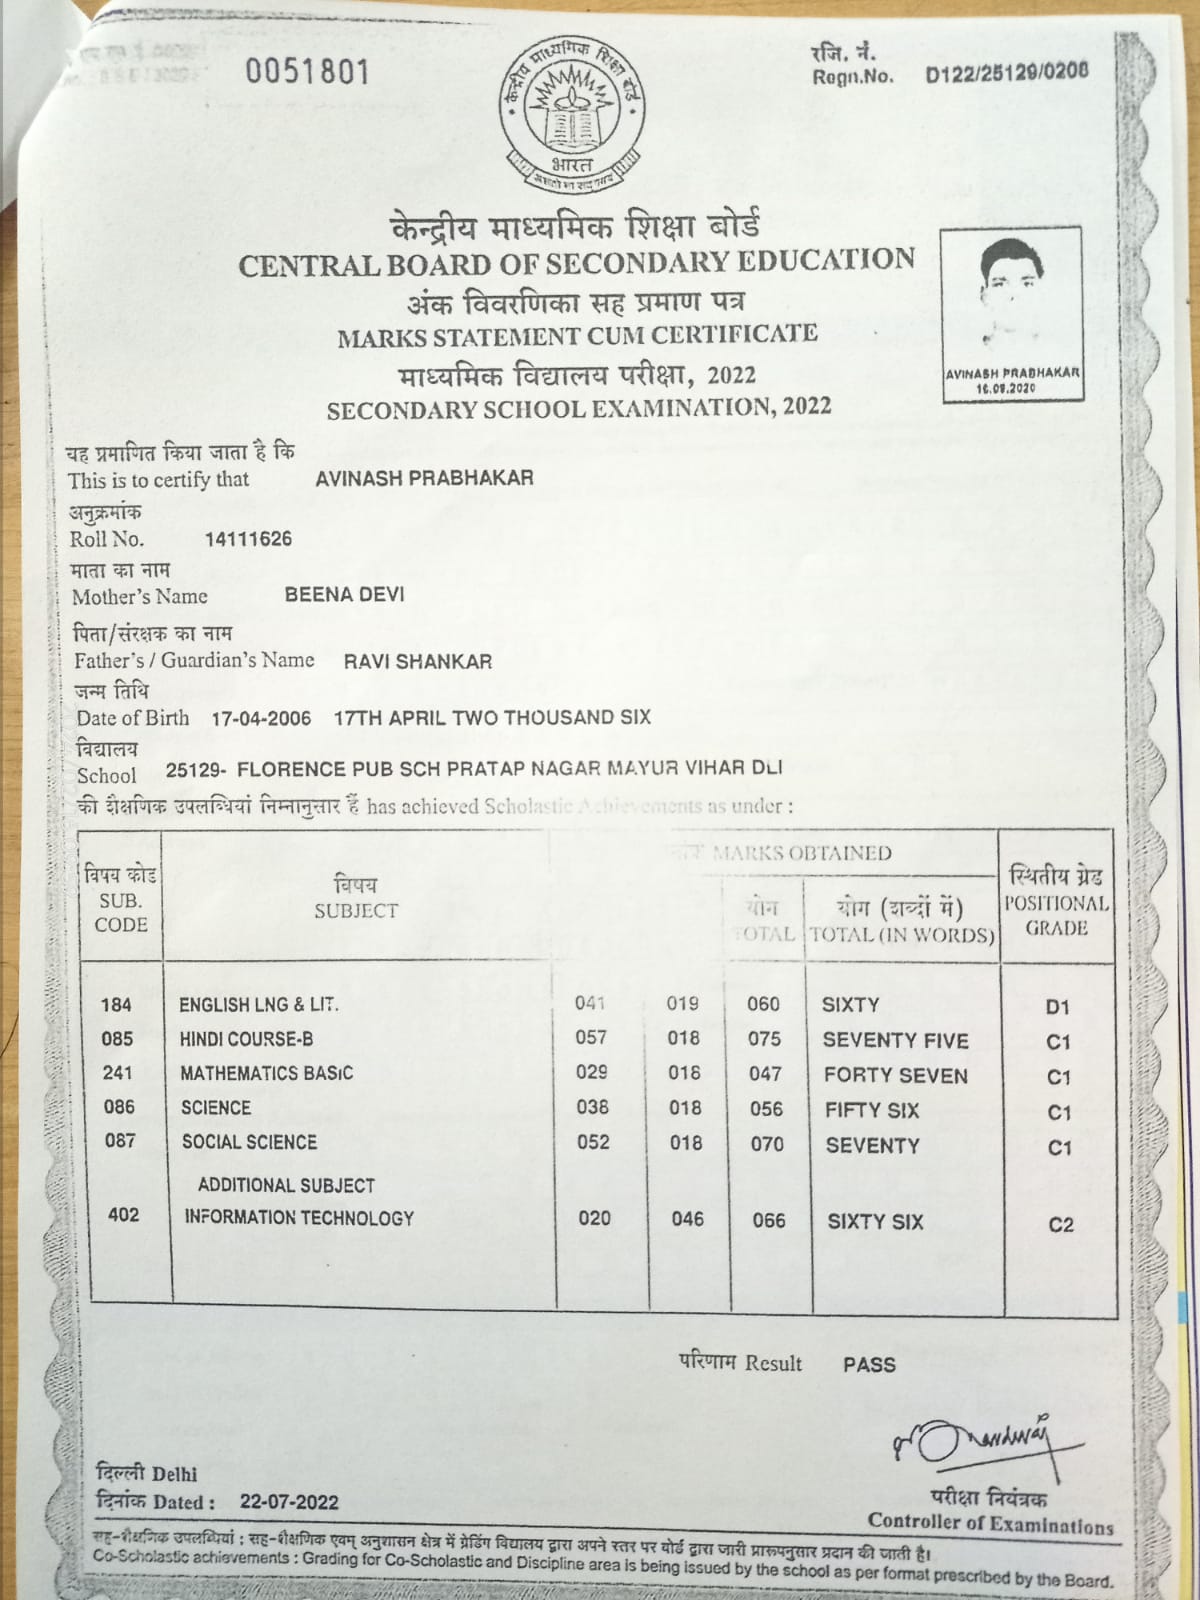 0051801
रजि. नं.
Regn.No. D122/25129/0208
केन्द्रीय माध्यमिक शिक्षा बोर्ड
भारत
केन्द्रीय माध्यमिक शिक्षा बोर्ड
CENTRAL BOARD OF SECONDARY EDUCATION
अंक विवरणिका सह प्रमाण पत्र
MARKS STATEMENT CUM CERTIFICATE
माध्यमिक विद्यालय परीक्षा, 2022
SECONDARY SCHOOL EXAMINATION, 2022
AVINASH PRABHAKAR
16.09.2020
यह प्रमाणित किया जाता है कि
This is to certify that AVINASH PRABHAKAR
अनुक्रमांक
Roll No. 14111626
माता का नाम
Mother's Name BEENA DEVI
पिता/संरक्षक का नाम
Father's / Guardian's Name RAVI SHANKAR
जन्म तिथि
Date of Birth 17-04-2006 17TH APRIL TWO THOUSAND SIX
विद्यालय
School 25129- FLORENCE PUB SCH PRATAP NAGAR MAYUR VIHAR DLI
की शैक्षणिक उपलब्धियां निम्नानुसार हैं has achieved Scholastic Achievements as under :
विषय कोड
SUB.
CODE
विषय
SUBJECT
MARKS OBTAINED
योग
TOTAL
योग (शब्दों में)
TOTAL (IN WORDS)
स्थितीय ग्रेड
POSITIONAL
GRADE
184 ENGLISH LNG & LIT. 041 019 060 SIXTY D1
085 HINDI COURSE-B 057 018 075 SEVENTY FIVE C1
241 MATHEMATICS BASIC 029 018 047 FORTY SEVEN C1
086 SCIENCE 038 018 056 FIFTY SIX C1
087 SOCIAL SCIENCE 052 018 070 SEVENTY C1
ADDITIONAL SUBJECT
402 INFORMATION TECHNOLOGY 020 046 066 SIXTY SIX C2
परिणाम Result PASS
दिल्ली Delhi
दिनांक Dated : 22-07-2022
परीक्षा नियंत्रक
Controller of Examinations
सह-शैक्षणिक उपलब्धियां : सह-शैक्षणिक एवम् अनुशासन क्षेत्र में ग्रेडिंग विद्यालय द्वारा अपने स्तर पर बोर्ड द्वारा जारी प्रारूपनुसार प्रदान की जाती है।
Co-Scholastic achievements : Grading for Co-Scholastic and Discipline area is being issued by the school as per format prescribed by the Board.